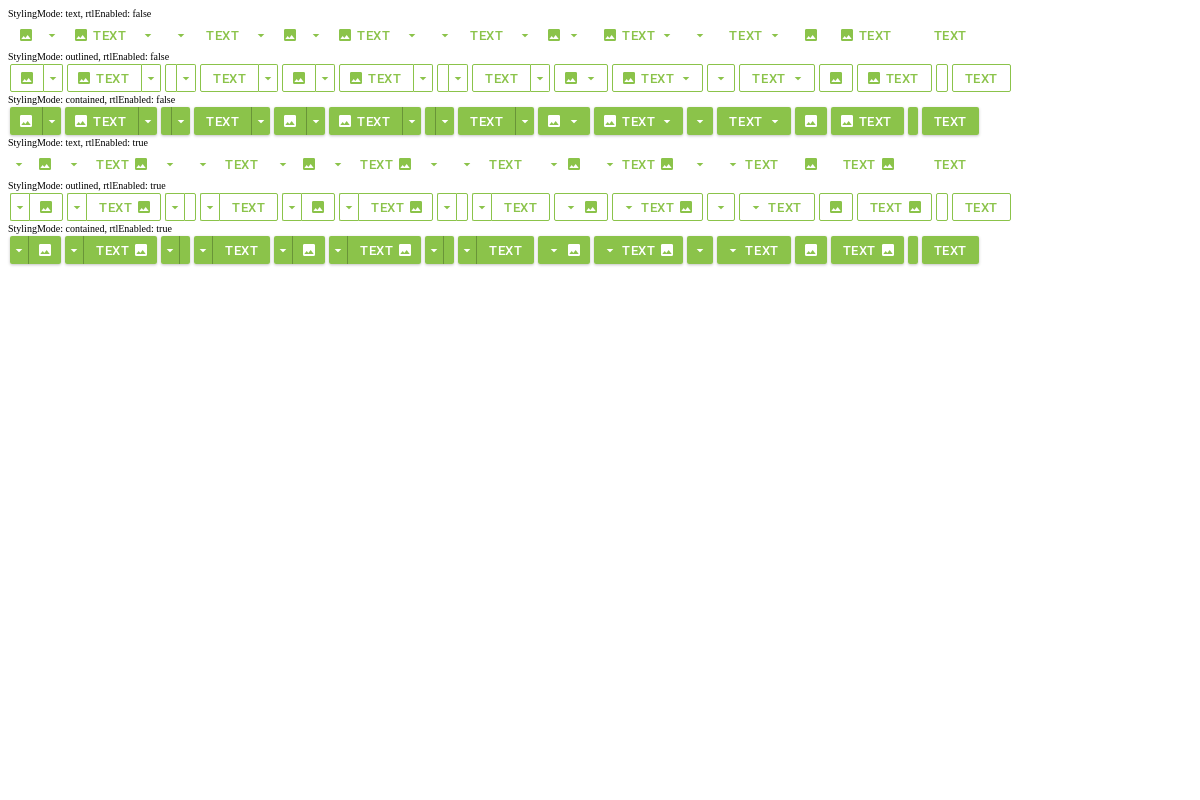 StylingMode: text, rtlEnabled: false
TEXT TEXT TEXT TEXT TEXT TEXT TEXT TEXT
StylingMode: outlined, rtlEnabled: false
TEXT TEXT TEXT TEXT TEXT TEXT TEXT TEXT
StylingMode: contained, rtlEnabled: false
TEXT TEXT TEXT TEXT TEXT TEXT TEXT TEXT
StylingMode: text, rtlEnabled: true
TEXT TEXT TEXT TEXT TEXT TEXT TEXT TEXT
StylingMode: outlined, rtlEnabled: true
TEXT TEXT TEXT TEXT TEXT TEXT TEXT TEXT
StylingMode: contained, rtlEnabled: true
TEXT TEXT TEXT TEXT TEXT TEXT TEXT TEXT